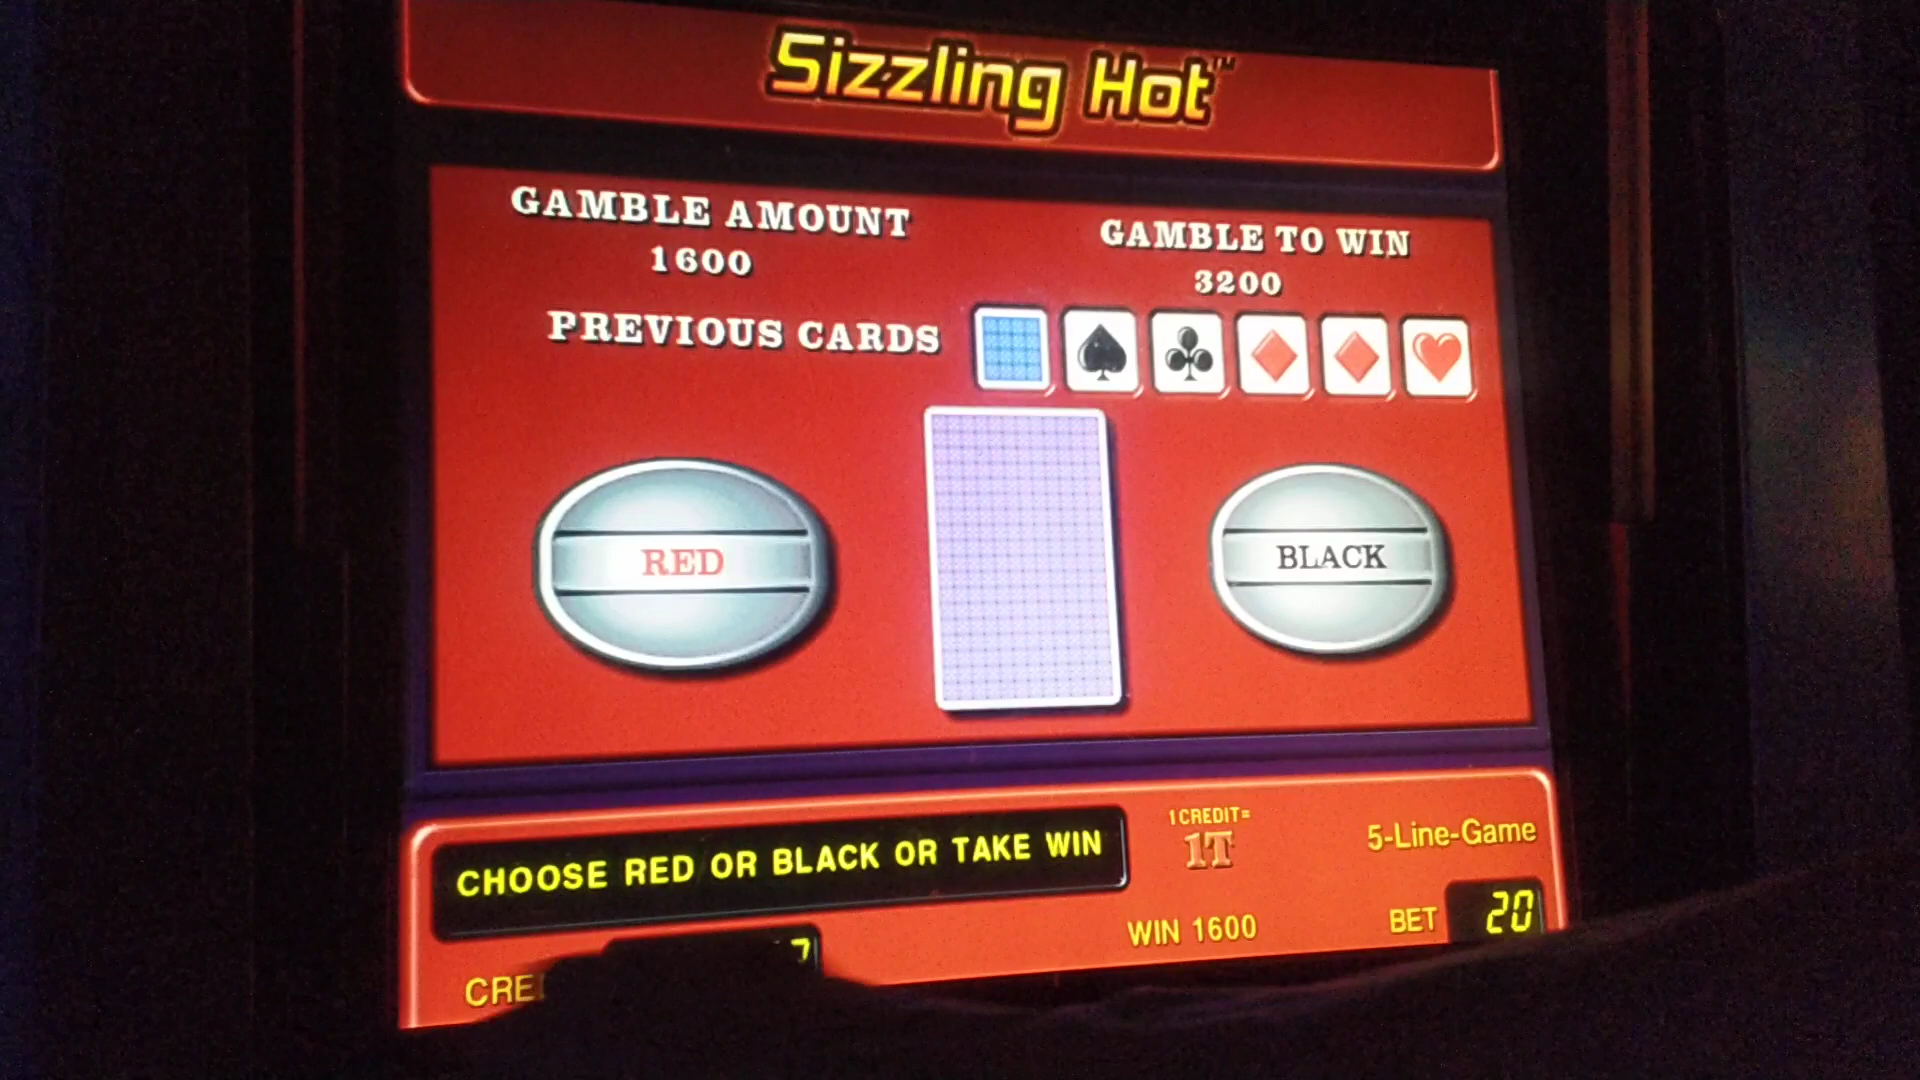 Sizzling Hot™
GAMBLE AMOUNT
1600
GAMBLE TO WIN
3200
PREVIOUS CARDS
RED
BLACK
CHOOSE RED OR BLACK OR TAKE WIN
1 CREDIT=
1T
5-Line-Game
WIN 1600
BET 20
CRE
7